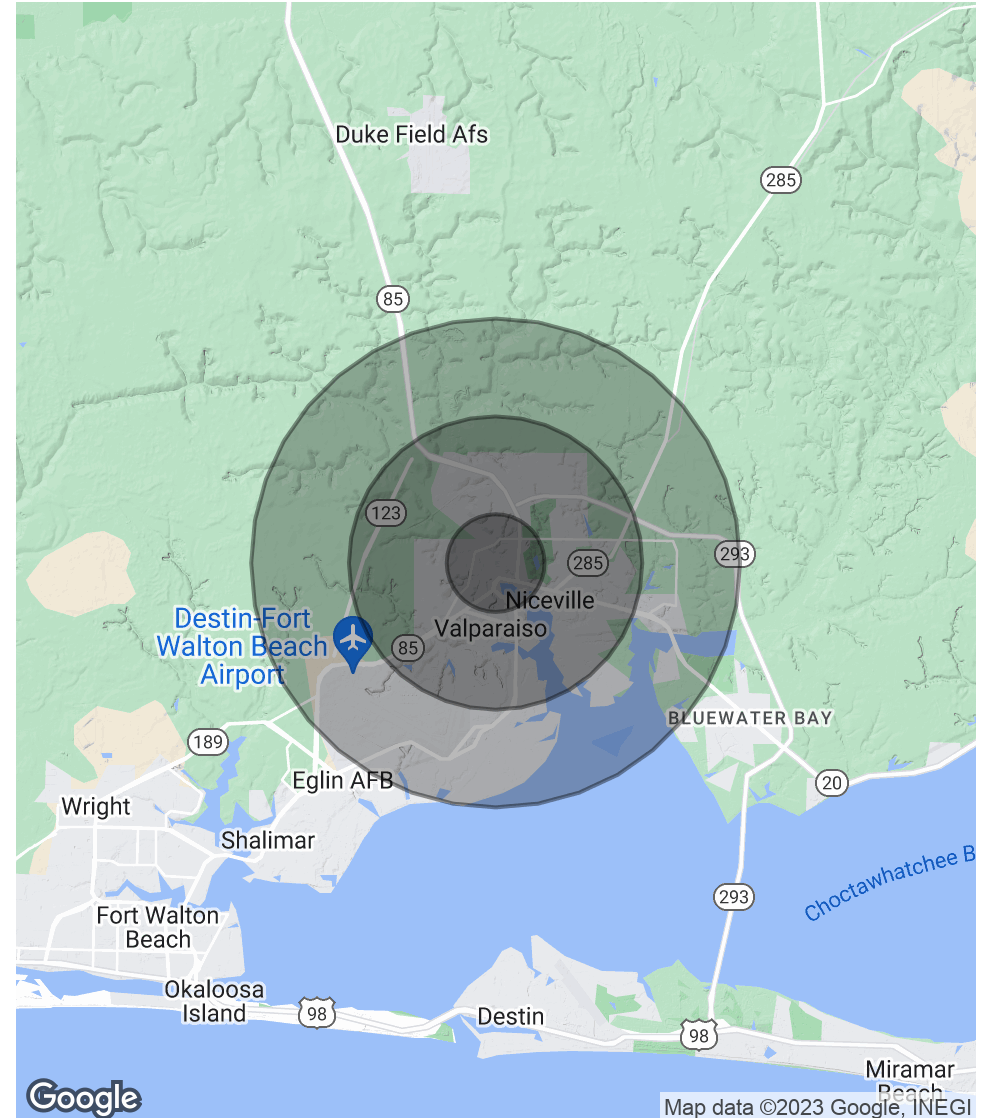 Duke Field Afs
285
85
123
293
285
Niceville
Destin-Fort
Walton Beach
Airport
Valparaiso
85
BLUEWATER BAY
189
Eglin AFB
20
Wright
Shalimar
Choctawhatchee B
293
Fort Walton
Beach
Okaloosa
Island
98
Destin
98
Miramar
Beach
Google
Map data ©2023 Google, INEGI